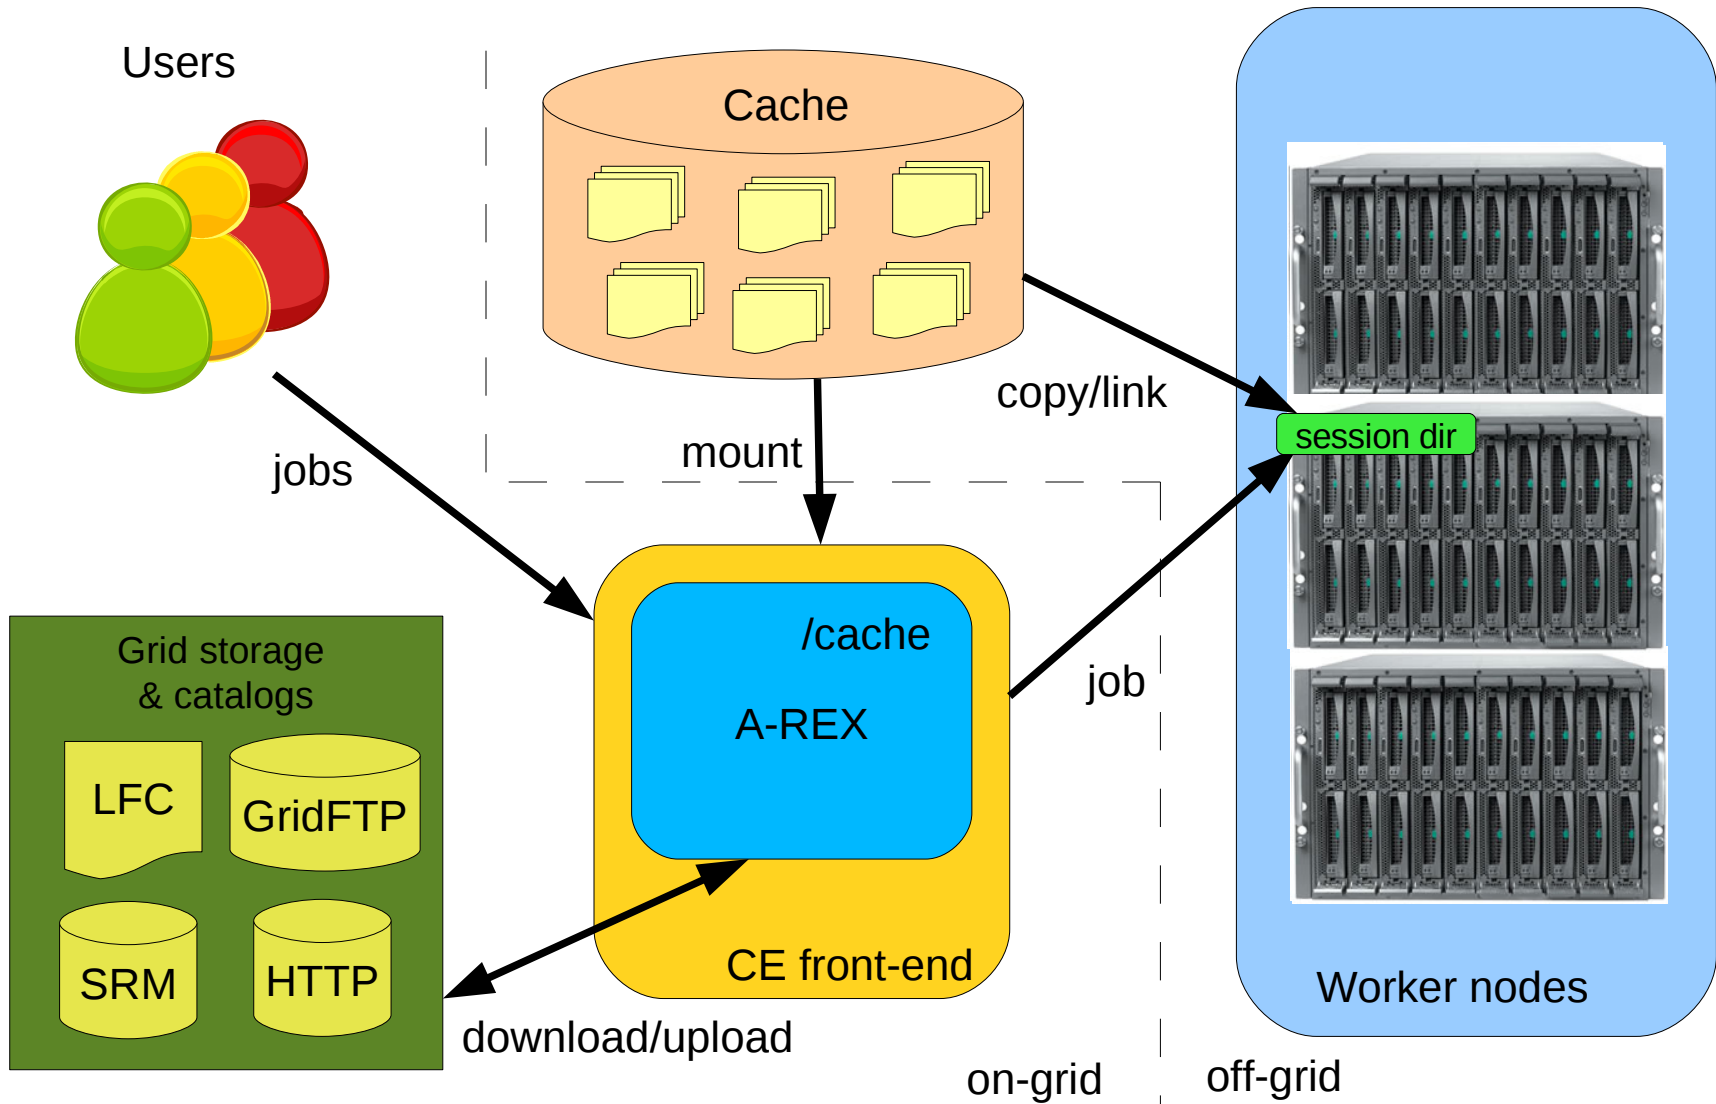 Users
Cache
copy/link
session dir
mount
jobs
/cache
Grid storage
& catalogs
A-REX
job
LFC
GridFTP
SRM
HTTP
CE front-end
Worker nodes
download/upload
on-grid
off-grid